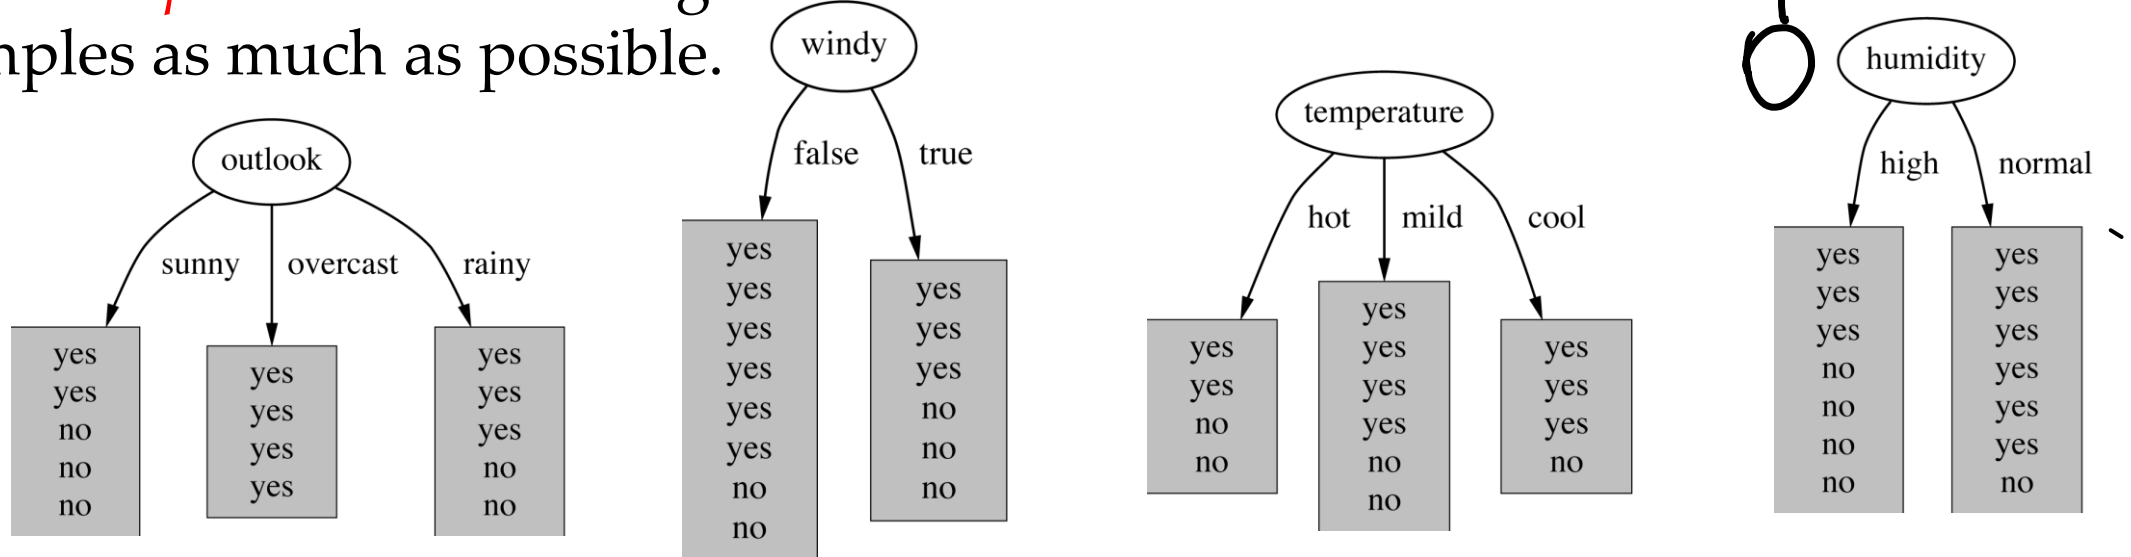 mples as much as possible.
outlook
sunny
overcast
rainy
yes
yes
no
no
no
yes
yes
yes
yes
yes
yes
yes
no
no
windy
false
true
yes
yes
yes
yes
yes
yes
no
no
yes
yes
yes
no
no
no
temperature
hot
mild
cool
yes
yes
no
no
yes
yes
yes
yes
no
no
yes
yes
yes
no
humidity
high
normal
yes
yes
yes
no
no
no
no
yes
yes
yes
yes
yes
yes
no